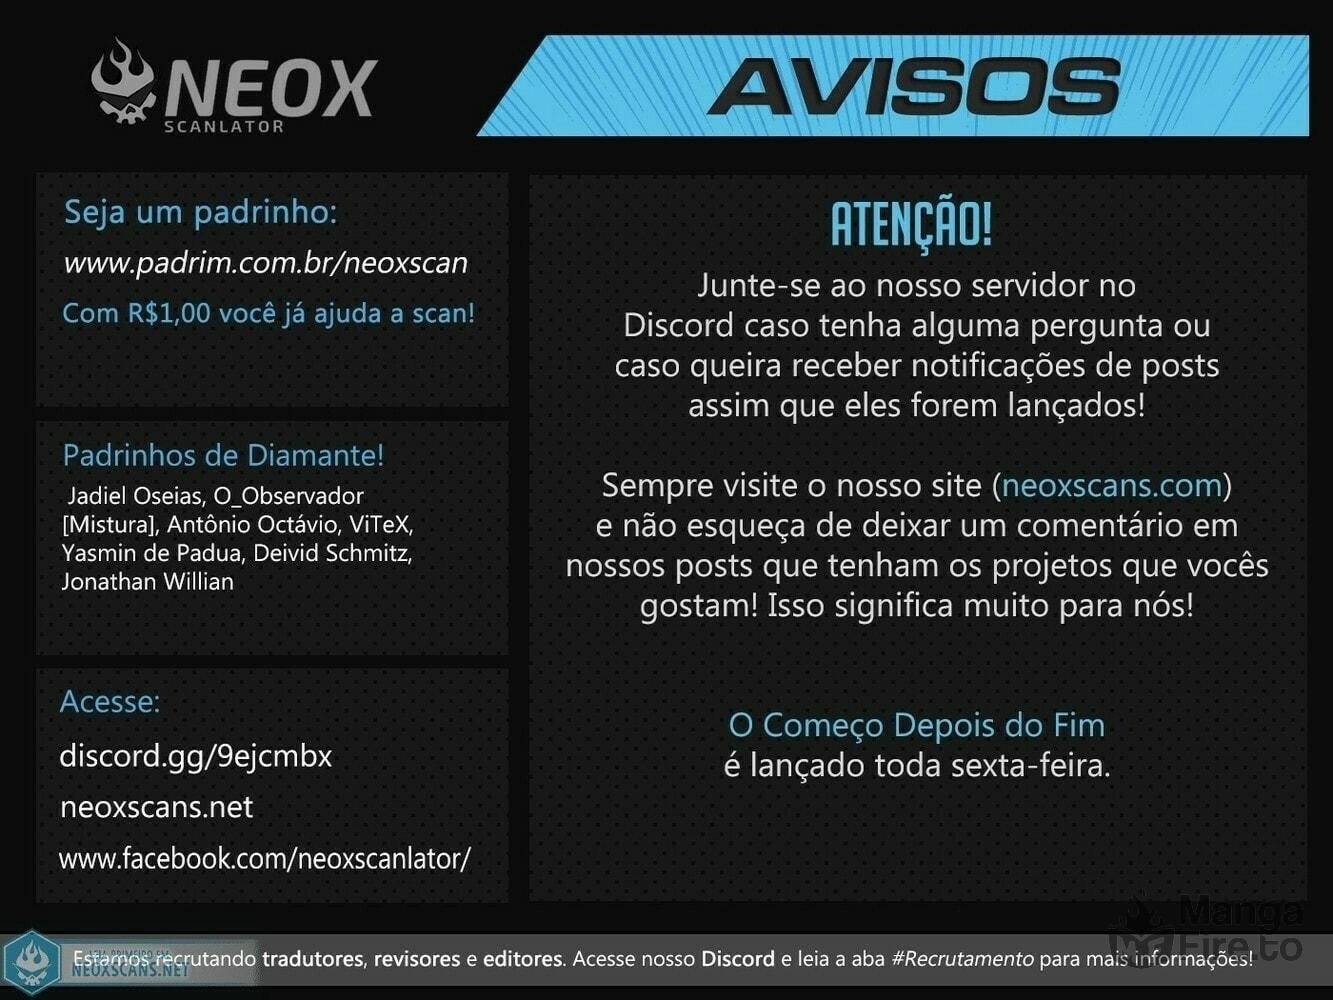 NEOX
SCANLATOR
AVISOS
Seja um padrinho:
www.padrim.com.br/neoxscan
Com R$1,00 você já ajuda a scan!
Padrinhos de Diamante!
Jadiel Oseias, O_Observador
[Mistura], Antônio Octávio, ViTeX,
Yasmin de Padua, Deivid Schmitz,
Jonathan Willian
Acesse:
discord.gg/9ejcmbx
neoxscans.net
www.facebook.com/neoxscanlator/
ATENÇÃO!
Junte-se ao nosso servidor no
Discord caso tenha alguma pergunta ou
caso queira receber notificações de posts
assim que eles forem lançados!
Sempre visite o nosso site (neoxscans.com)
e não esqueça de deixar um comentário em
nossos posts que tenham os projetos que vocês
gostam! Isso significa muito para nós!
O Começo Depois do Fim
é lançado toda sexta-feira.
Estamos recrutando tradutores, revisores e editores. Acesse nosso Discord e leia a aba #Recrutamento para mais informações!
LEIA PRIMEIRO EM
NEOXSCANS.NET
Manga
Fire.to